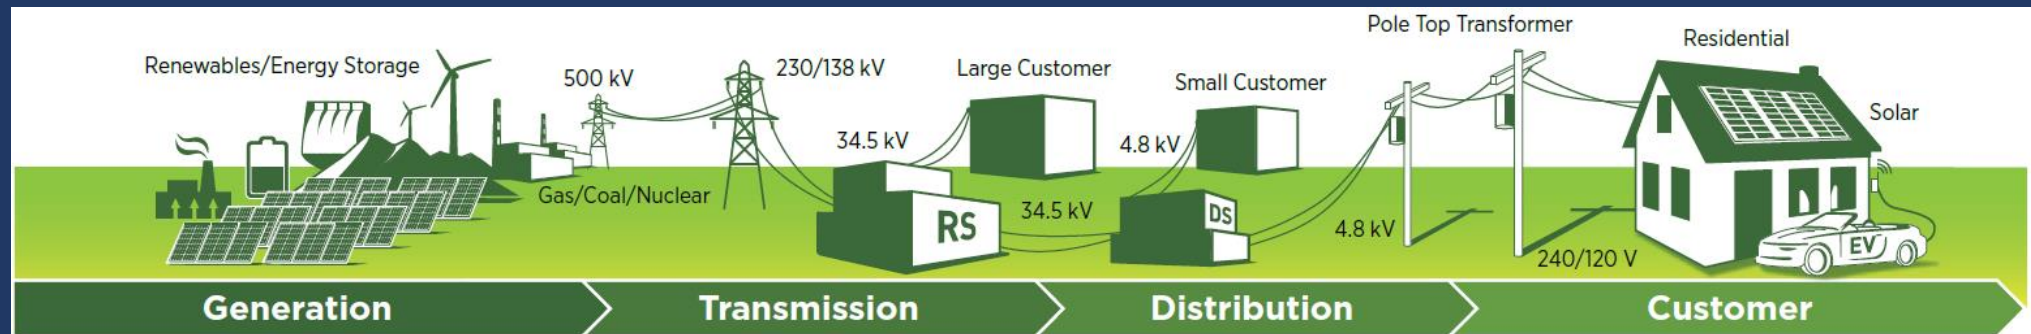 Renewables/Energy Storage
500 kV
Gas/Coal/Nuclear
230/138 kV
34.5 kV
RS
Large Customer
34.5 kV
Small Customer
4.8 kV
DS
4.8 kV
Pole Top Transformer
240/120 V
Residential
Solar
EV
Generation
Transmission
Distribution
Customer